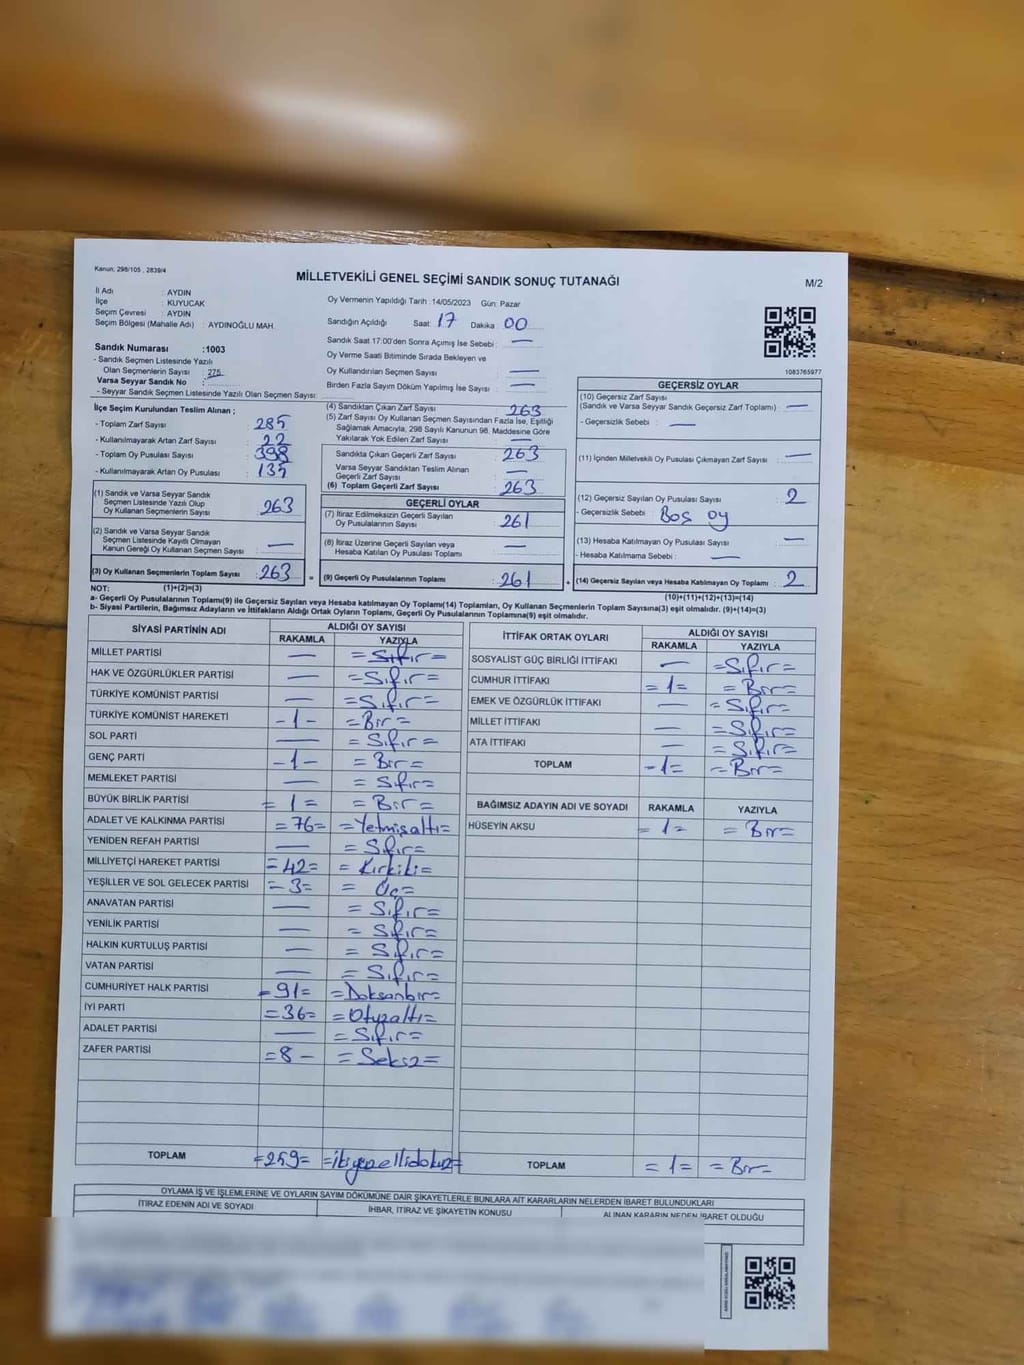 Kanun, 298/105 , 2839/4
MİLLETVEKİLİ GENEL SEÇİMİ SANDIK SONUÇ TUTANAĞI
M/2
İl Adı : AYDIN
İlçe : KUYUCAK
Seçim Çevresi : AYDIN
Seçim Bölgesi (Mahalle Adı) : AYDINOĞLU MAH.
Sandık Numarası :1003
- Sandık Seçmen Listesinde Yazılı
Olan Seçmenlerin Sayısı : 275
Varsa Seyyar Sandık No :
- Seyyar Sandık Seçmen Listesinde Yazılı Olan Seçmen Sayısı:
Oy Vermenin Yapıldığı Tarih :14/05/2023 Gün: Pazar
Sandığın Açıldığı Saat: 17 Dakika 00
Sandık Saat 17:00'den Sonra Açılmış İse Sebebi : —
Oy Verme Saati Bitiminde Sırada Bekleyen ve
Oy Kullandırılan Seçmen Sayısı —
Birden Fazla Sayım Döküm Yapılmış İse Sayısı : —
1083765977
İlçe Seçim Kurulundan Teslim Alınan ;
- Toplam Zarf Sayısı : 285
- Kullanılmayarak Artan Zarf Sayısı : 22
- Toplam Oy Pusulası Sayısı : 398
- Kullanılmayarak Artan Oy Pusulası : 135
(1) Sandık ve Varsa Seyyar Sandık
Seçmen Listesinde Yazılı Olup
Oy Kullanan Seçmenlerin Sayısı : 263
(2) Sandık ve Varsa Seyyar Sandık
Seçmen Listesinde Kayıtlı Olmayan
Kanun Gereği Oy Kullanan Seçmen Sayısı : —
(3) Oy Kullanan Seçmenlerin Toplam Sayısı : 263 =
(4) Sandıktan Çıkan Zarf Sayısı : 263
(5) Zarf Sayısı Oy Kullanan Seçmen Sayısından Fazla İse, Eşitliği
Sağlamak Amacıyla, 298 Sayılı Kanunun 98. Maddesine Göre
Yakılarak Yok Edilen Zarf Sayısı : —
Sandıkta Çıkan Geçerli Zarf Sayısı : 263
Varsa Seyyar Sandıktan Teslim Alınan
Geçerli Zarf Sayısı : —
(6) Toplam Geçerli Zarf Sayısı : 263
GEÇERLİ OYLAR
(7) İtiraz Edilmeksizin Geçerli Sayılan
Oy Pusulalarının Sayısı : 261
(8) İtiraz Üzerine Geçerli Sayılan veya
Hesaba Katılan Oy Pusulası Toplamı : —
(9) Geçerli Oy Pusulalarının Toplamı : 261 +
GEÇERSİZ OYLAR
(10) Geçersiz Zarf Sayısı
(Sandık ve Varsa Seyyar Sandık Geçersiz Zarf Toplamı) : —
- Geçersizlik Sebebi : —
(11) İçinden Milletvekili Oy Pusulası Çıkmayan Zarf Sayısı : —
(12) Geçersiz Sayılan Oy Pusulası Sayısı : 2
- Geçersizlik Sebebi : Boş oy
(13) Hesaba Katılmayan Oy Pusulası Sayısı : —
- Hesaba Katılmama Sebebi : —
(14) Geçersiz Sayılan veya Hesaba Katılmayan Oy Toplamı : 2
NOT: (1)+(2)=(3)
(10)+(11)+(12)+(13)=(14)
a- Geçerli Oy Pusulalarının Toplamı(9) ile Geçersiz Sayılan veya Hesaba katılmayan Oy Toplamı(14) Toplamları, Oy Kullanan Seçmenlerin Toplam Sayısına(3) eşit olmalıdır. (9)+(14)=(3)
b- Siyasi Partilerin, Bağımsız Adayların ve İttifakların Aldığı Ortak Oyların Toplamı, Geçerli Oy Pusulalarının Toplamına(9) eşit olmalıdır.
SİYASİ PARTİNİN ADI ALDIĞI OY SAYISI
RAKAMLA YAZIYLA
MİLLET PARTİSİ — =Sıfır=
HAK VE ÖZGÜRLÜKLER PARTİSİ — =Sıfır=
TÜRKİYE KOMÜNİST PARTİSİ — =Sıfır=
TÜRKİYE KOMÜNİST HAREKETİ -1- =Bir=
SOL PARTİ — =Sıfır=
GENÇ PARTİ -1- =Bir=
MEMLEKET PARTİSİ — =Sıfır=
BÜYÜK BİRLİK PARTİSİ =1= =Bir=
ADALET VE KALKINMA PARTİSİ =76= =Yetmişaltı=
YENİDEN REFAH PARTİSİ — =Sıfır=
MİLLİYETÇİ HAREKET PARTİSİ =42= =Kırkiki=
YEŞİLLER VE SOL GELECEK PARTİSİ =3= =Üç=
ANAVATAN PARTİSİ — =Sıfır=
YENİLİK PARTİSİ — =Sıfır=
HALKIN KURTULUŞ PARTİSİ — =Sıfır=
VATAN PARTİSİ — =Sıfır=
CUMHURİYET HALK PARTİSİ =91= =Doksanbir=
İYİ PARTİ =36= =Otuzaltı=
ADALET PARTİSİ — =Sıfır=
ZAFER PARTİSİ =8- =Sekiz=
TOPLAM =259= =ikiyüzellidokuz=
İTTİFAK ORTAK OYLARI ALDIĞI OY SAYISI
RAKAMLA YAZIYLA
SOSYALİST GÜÇ BİRLİĞİ İTTİFAKI — =Sıfır=
CUMHUR İTTİFAKI =1= =Bir=
EMEK VE ÖZGÜRLÜK İTTİFAKI — =Sıfır=
MİLLET İTTİFAKI — =Sıfır=
ATA İTTİFAKI — =Sıfır=
TOPLAM -1= =Bir=
BAĞIMSIZ ADAYIN ADI VE SOYADI RAKAMLA YAZIYLA
HÜSEYİN AKSU =1= =Bir=
TOPLAM =1= =Bir=
OYLAMA İŞ VE İŞLEMLERİNE VE OYLARIN SAYIM DÖKÜMÜNE DAİR ŞİKAYETLERLE BUNLARA AİT KARARLARIN NELERDEN İBARET BULUNDUKLARI
İTİRAZ EDENİN ADI VE SOYADI İHBAR, İTİRAZ VE ŞİKAYETİN KONUSU ALINAN KARARIN NEDEN İBARET OLDUĞU